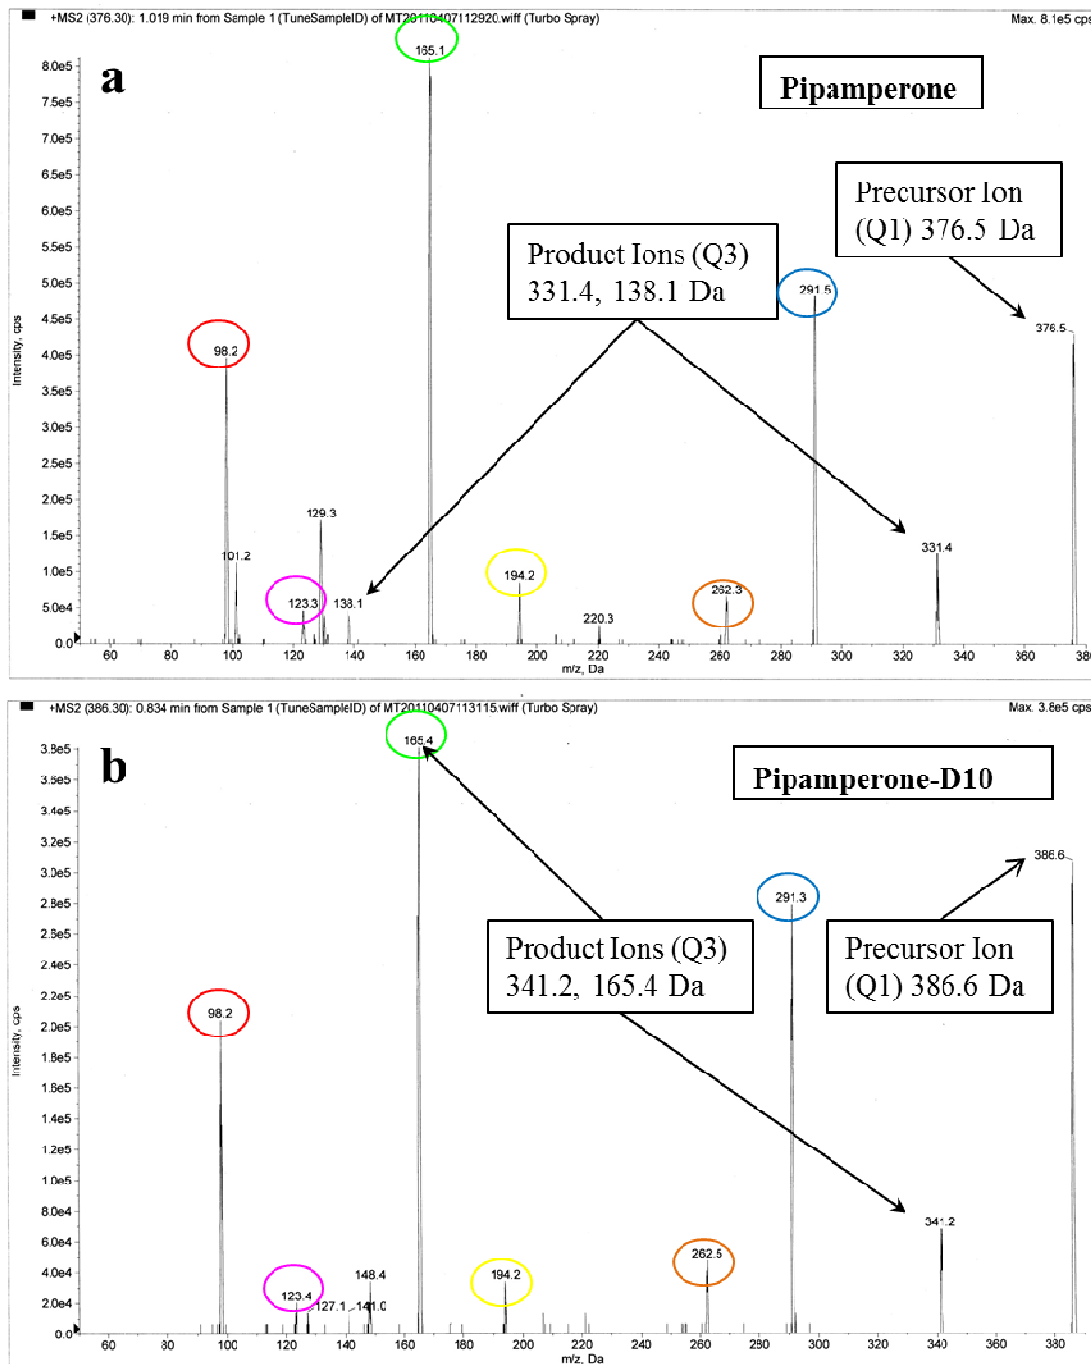 +MS2 (376.30): 1.019 min from Sample 1 (TuneSampleID) of MT20110407112920.wiff (Turbo Spray) Max. 8.1e5 cps
a
Pipamperone
165.1
8.0e5
7.5e5
7.0e5
6.5e5
6.0e5
5.5e5
5.0e5
4.5e5
4.0e5
3.5e5
3.0e5
2.5e5
2.0e5
1.5e5
1.0e5
5.0e4
0.0
Intensity, cps
Precursor Ion
(Q1) 376.5 Da
Product Ions (Q3)
331.4, 138.1 Da
291.5
376.5
98.2
129.3
101.2
331.4
194.2
123.3
138.1
262.3
220.3
60 80 100 120 140 160 180 200 220 240 260 280 300 320 340 360 380
m/z, Da
+MS2 (386.30): 0.834 min from Sample 1 (TuneSampleID) of MT20110407113115.wiff (Turbo Spray) Max. 3.8e5 cps
b
Pipamperone-D10
165.4
3.8e5
3.6e5
3.4e5
3.2e5
3.0e5
2.8e5
2.6e5
2.4e5
2.2e5
2.0e5
1.8e5
1.6e5
1.4e5
1.2e5
1.0e5
8.0e4
6.0e4
4.0e4
2.0e4
0.0
Intensity, cps
386.6
291.3
Product Ions (Q3)
341.2, 165.4 Da
Precursor Ion
(Q1) 386.6 Da
98.2
341.2
148.4
194.2
262.5
123.4
127.1
141.0
60 80 100 120 140 160 180 200 220 240 260 280 300 320 340 360 380
m/z, Da